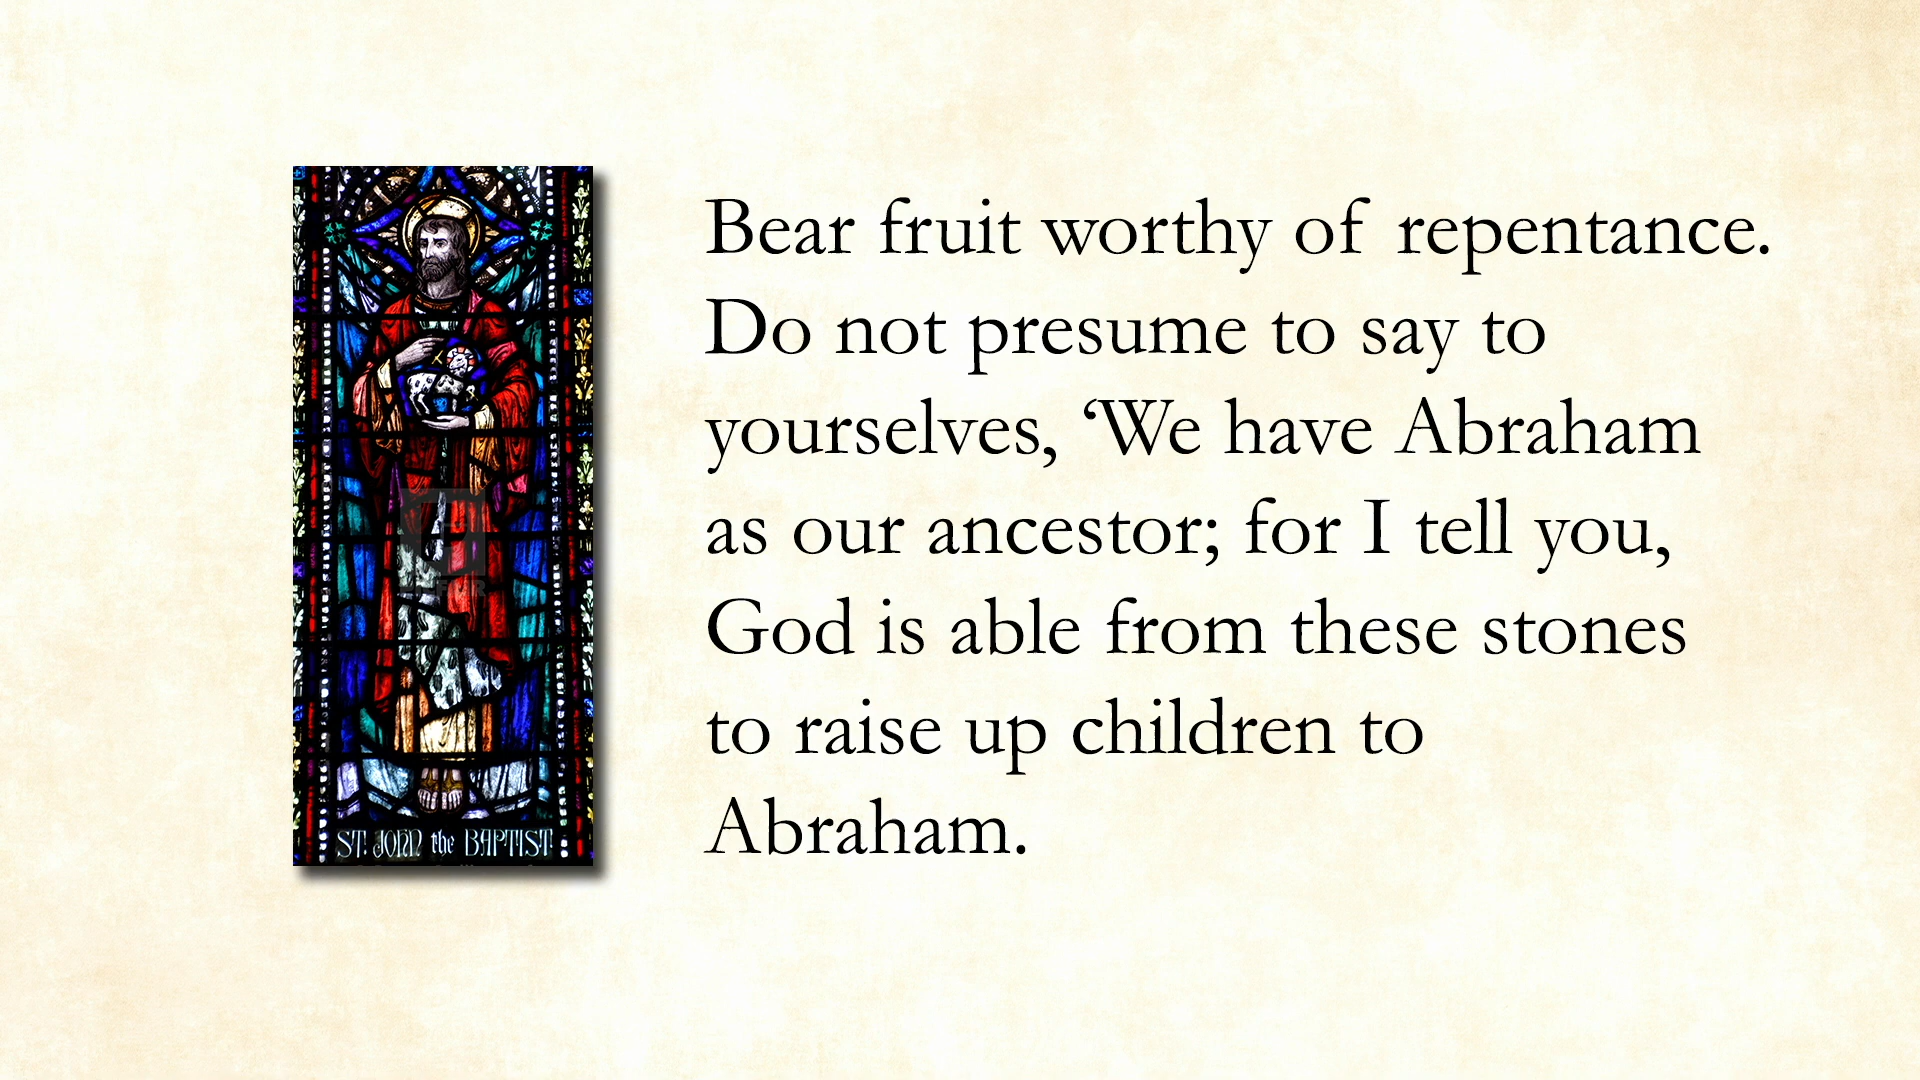 Bear fruit worthy of repentance.
Do not presume to say to
yourselves, ‘We have Abraham
as our ancestor; for I tell you,
God is able from these stones
to raise up children to
Abraham.
ST. JOHN the BAPTIST